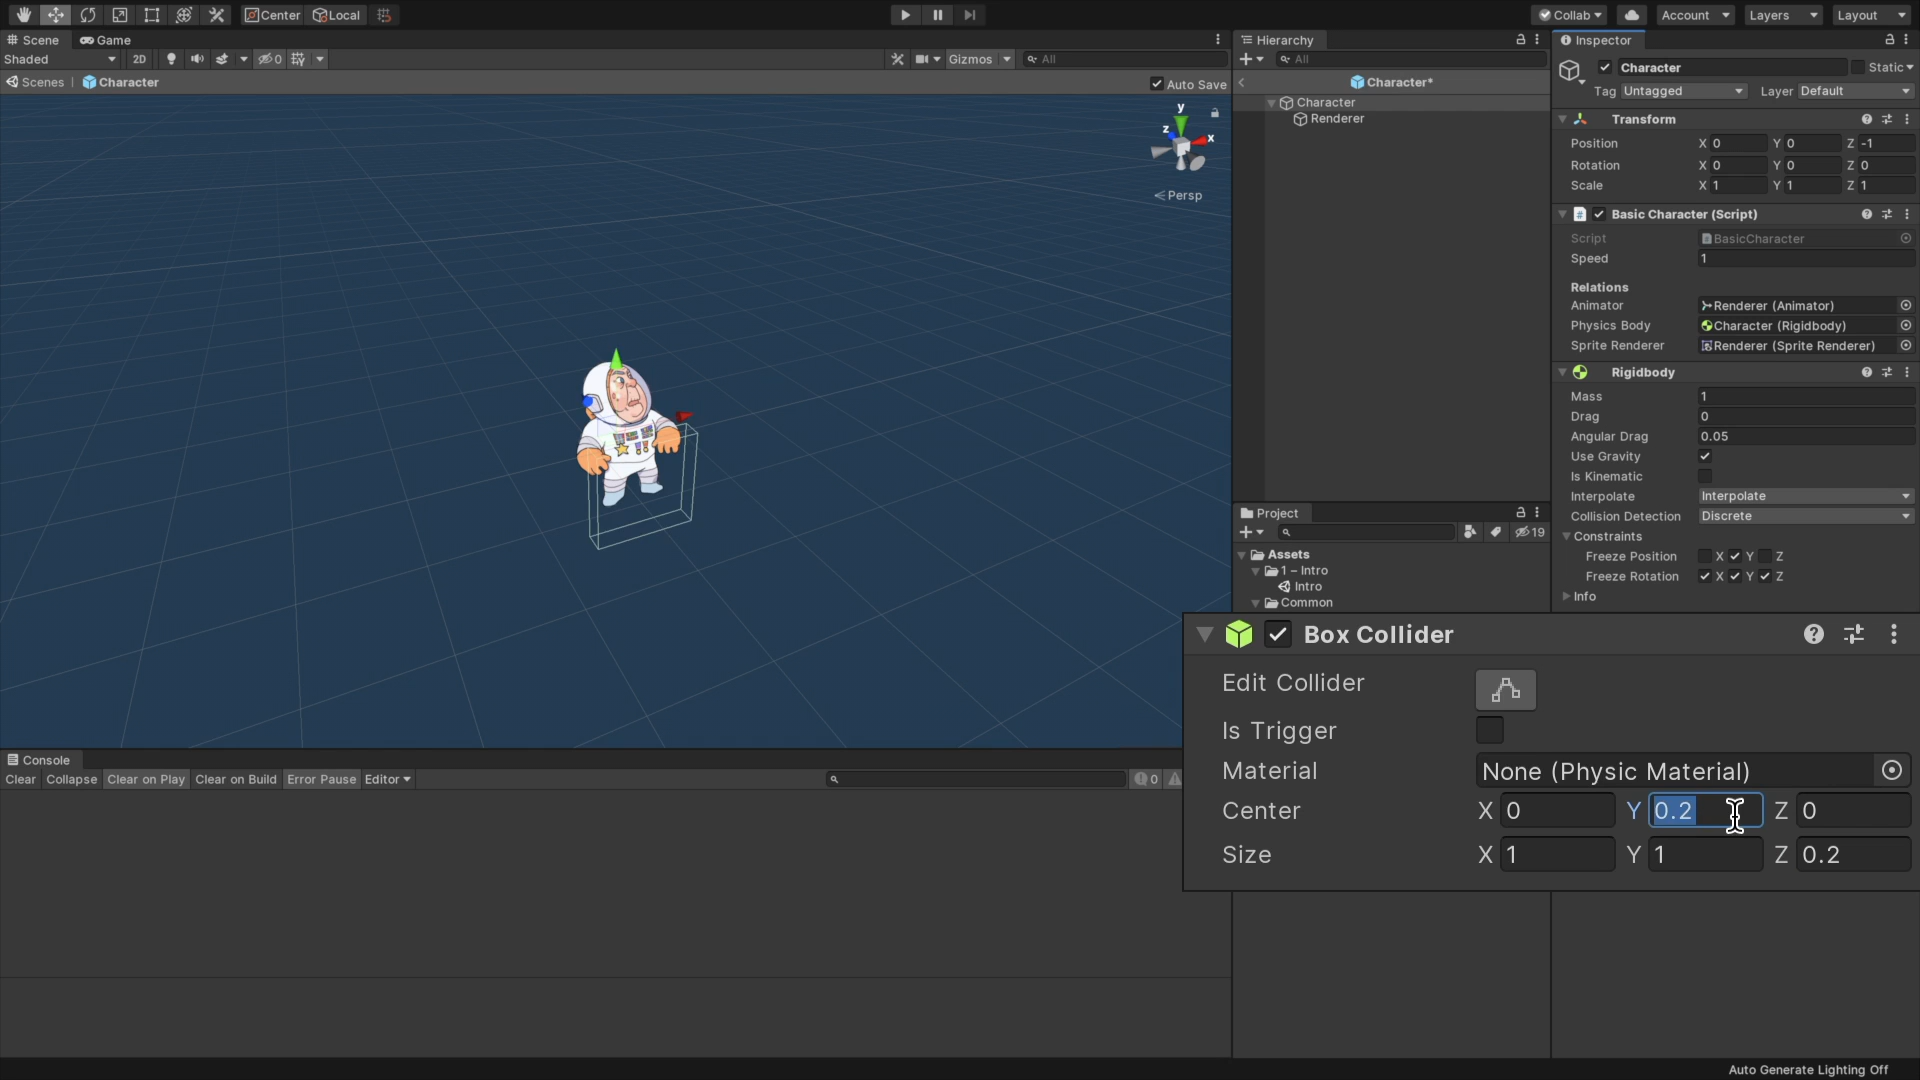 Center Local
Collab Account Layers Layout
Scene Game
Shaded 2D 0 Gizmos All
Scenes Character Auto Save
y
z x
Persp
Hierarchy
All
Character*
Character
Renderer
Project
19
Assets
1 – Intro
Intro
Common
Console
Clear Collapse Clear on Play Clear on Build Error Pause Editor 0
Inspector
Character Static
Tag Untagged Layer Default
Transform
Position X 0 Y 0 Z -1
Rotation X 0 Y 0 Z 0
Scale X 1 Y 1 Z 1
# Basic Character (Script)
Script BasicCharacter
Speed 1
Relations
Animator Renderer (Animator)
Physics Body Character (Rigidbody)
Sprite Renderer Renderer (Sprite Renderer)
Rigidbody
Mass 1
Drag 0
Angular Drag 0.05
Use Gravity
Is Kinematic
Interpolate Interpolate
Collision Detection Discrete
Constraints
Freeze Position X Y Z
Freeze Rotation X Y Z
Info
Box Collider
Edit Collider
Is Trigger
Material None (Physic Material)
Center X 0 Y 0.2 Z 0
Size X 1 Y 1 Z 0.2
Auto Generate Lighting Off